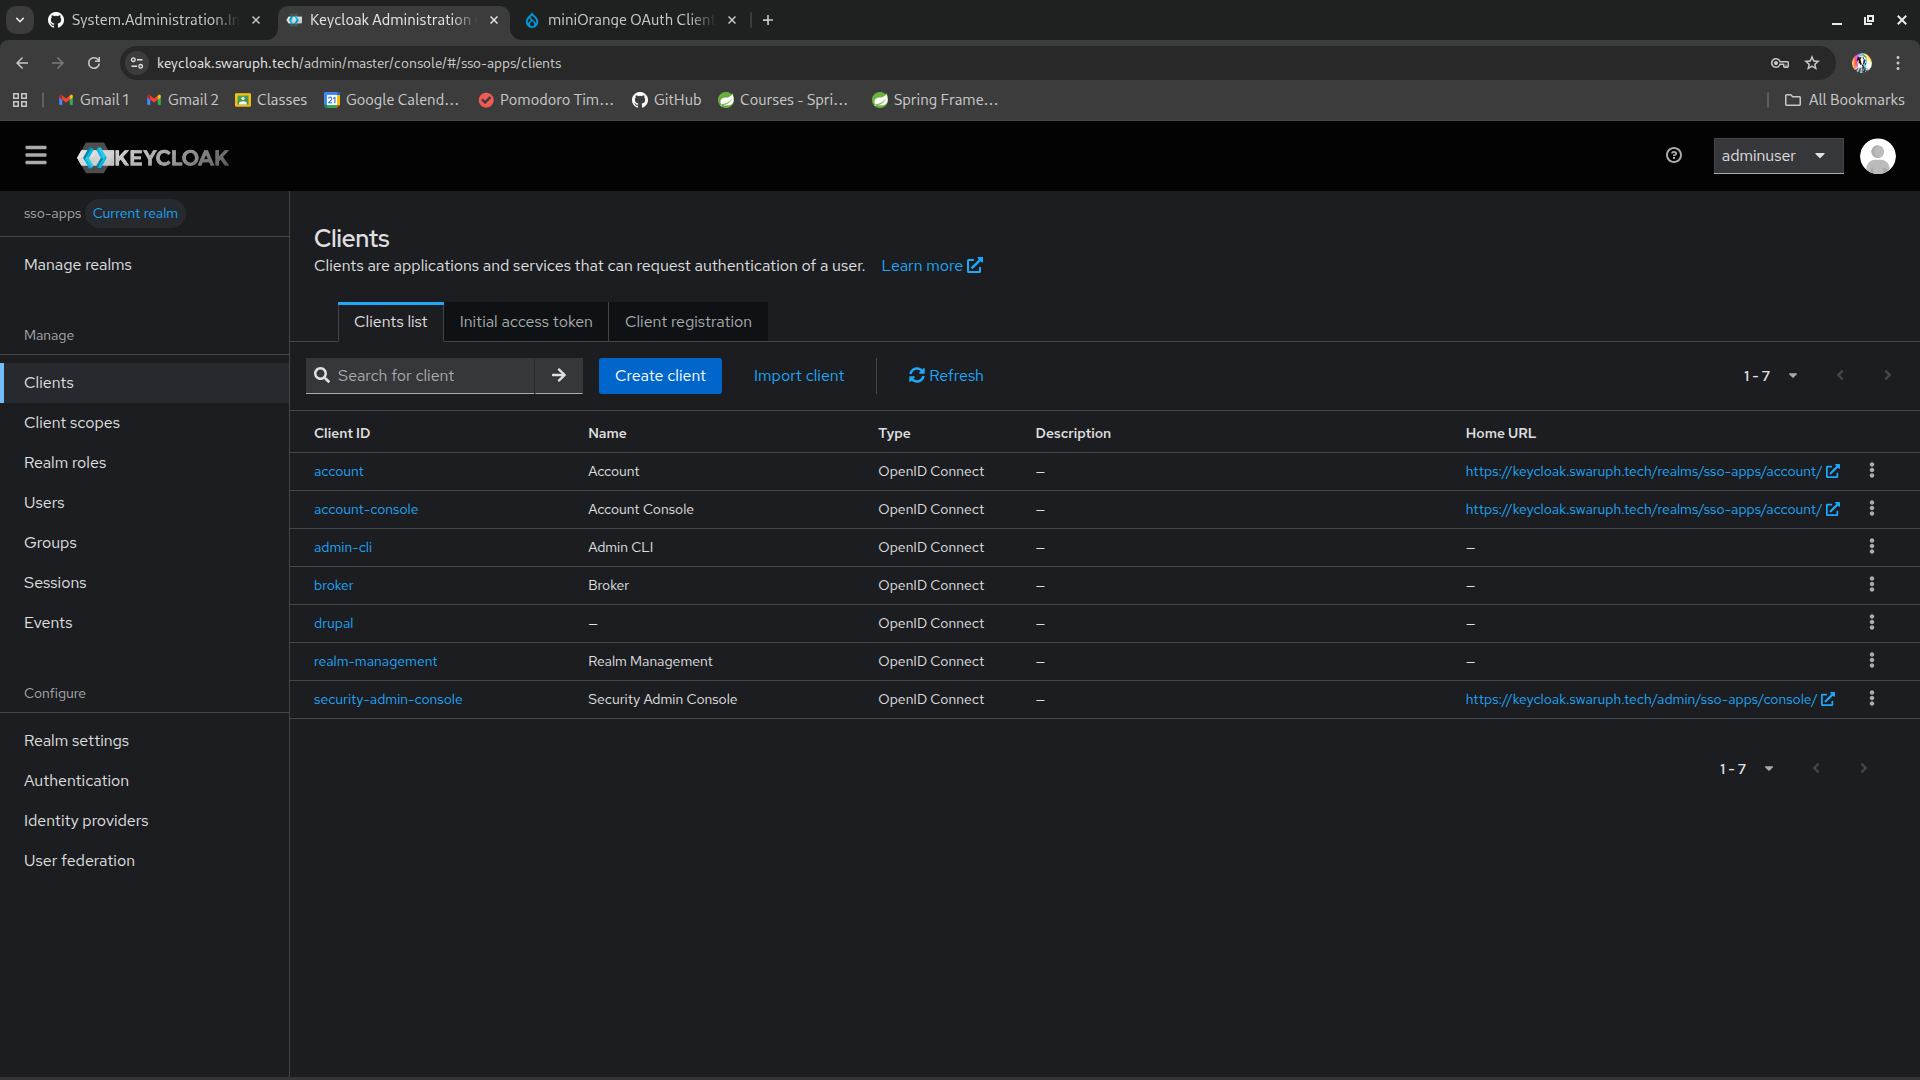 System.Administration.In
Keycloak Administration
miniOrange OAuth Client
keycloak.swaruph.tech/admin/master/console/#/sso-apps/clients
Gmail 1
Gmail 2
Classes
Google Calend...
Pomodoro Tim...
GitHub
Courses - Spri...
Spring Frame...
All Bookmarks
KEYCLOAK
adminuser
sso-apps Current realm
Manage realms
Manage
Clients
Client scopes
Realm roles
Users
Groups
Sessions
Events
Configure
Realm settings
Authentication
Identity providers
User federation
Clients
Clients are applications and services that can request authentication of a user. Learn more
Clients list Initial access token Client registration
Search for client Create client Import client Refresh 1 - 7
Client ID Name Type Description Home URL
account Account OpenID Connect – https://keycloak.swaruph.tech/realms/sso-apps/account/
account-console Account Console OpenID Connect – https://keycloak.swaruph.tech/realms/sso-apps/account/
admin-cli Admin CLI OpenID Connect – –
broker Broker OpenID Connect – –
drupal – OpenID Connect – –
realm-management Realm Management OpenID Connect – –
security-admin-console Security Admin Console OpenID Connect – https://keycloak.swaruph.tech/admin/sso-apps/console/
1 - 7